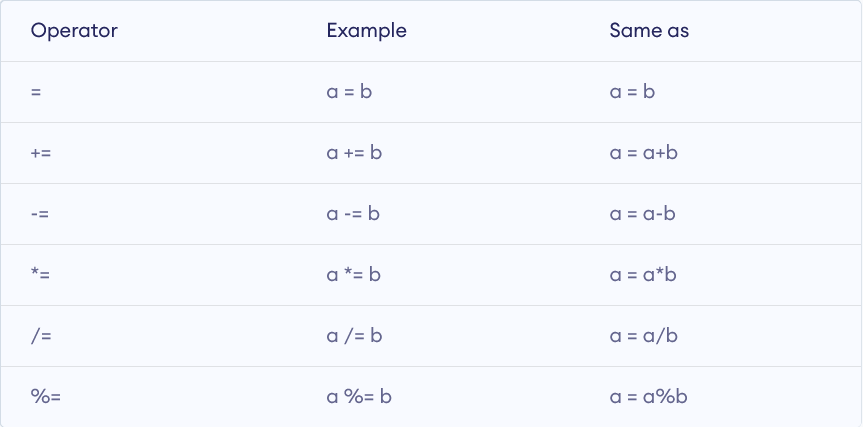 Operator Example Same as
= a = b a = b
+= a += b a = a+b
-= a -= b a = a-b
*= a *= b a = a*b
/= a /= b a = a/b
%= a %= b a = a%b